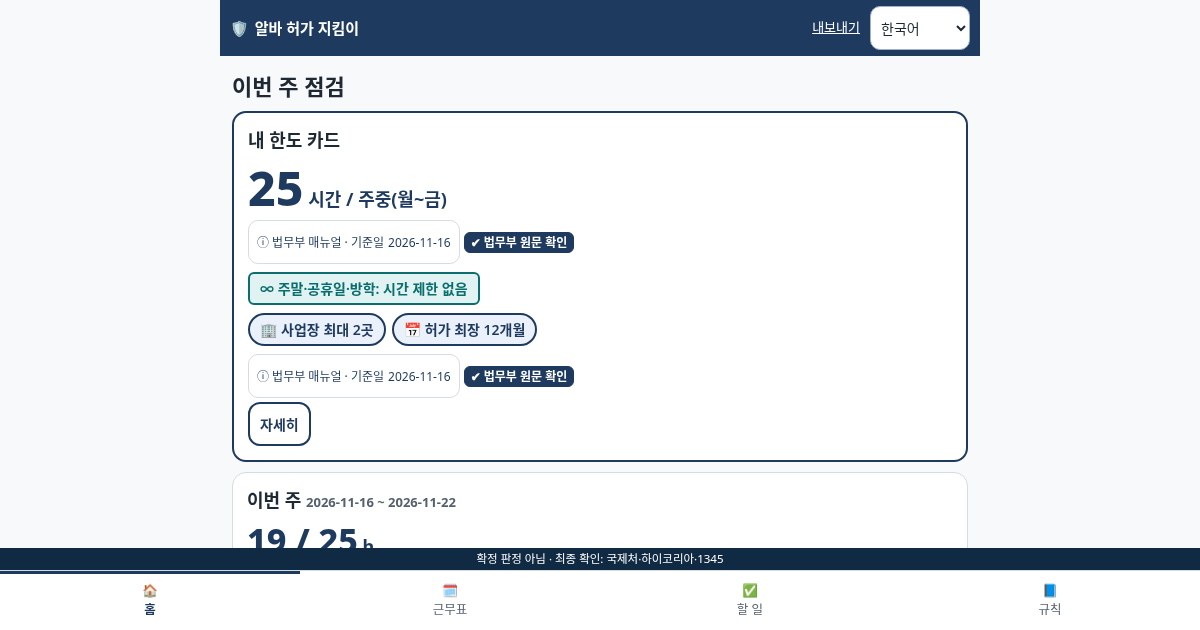 알바 허가 지킴이
내보내기
한국어
이번 주 점검
내 한도 카드
25 시간 / 주중(월~금)
ⓘ 법무부 매뉴얼 · 기준일 2026-11-16
✔ 법무부 원문 확인
∞ 주말·공휴일·방학: 시간 제한 없음
🏢 사업장 최대 2곳
📅 허가 최장 12개월
ⓘ 법무부 매뉴얼 · 기준일 2026-11-16
✔ 법무부 원문 확인
자세히
이번 주 2026-11-16 ~ 2026-11-22
19 / 25 h
확정 판정 아님 · 최종 확인: 국제처·하이코리아·1345
홈
근무표
할 일
규칙